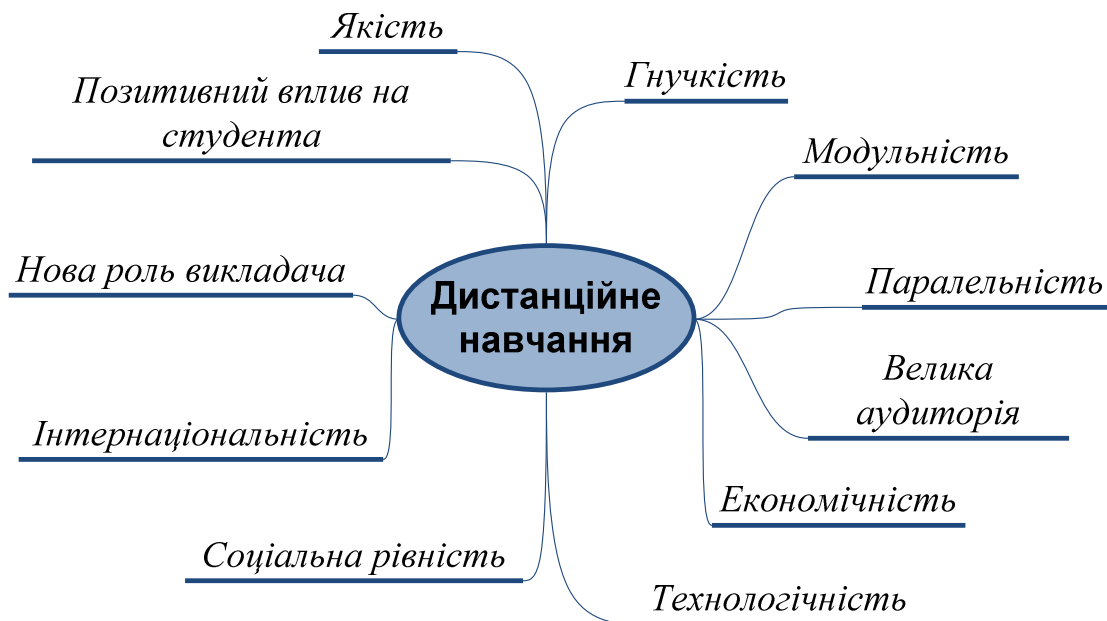 Якість
Гнучкість
Позитивний вплив на
студента
Модульність
Нова роль викладача
Паралельність
Дистанційне
навчання
Велика
аудиторія
Інтернаціональність
Економічність
Соціальна рівність
Технологічність